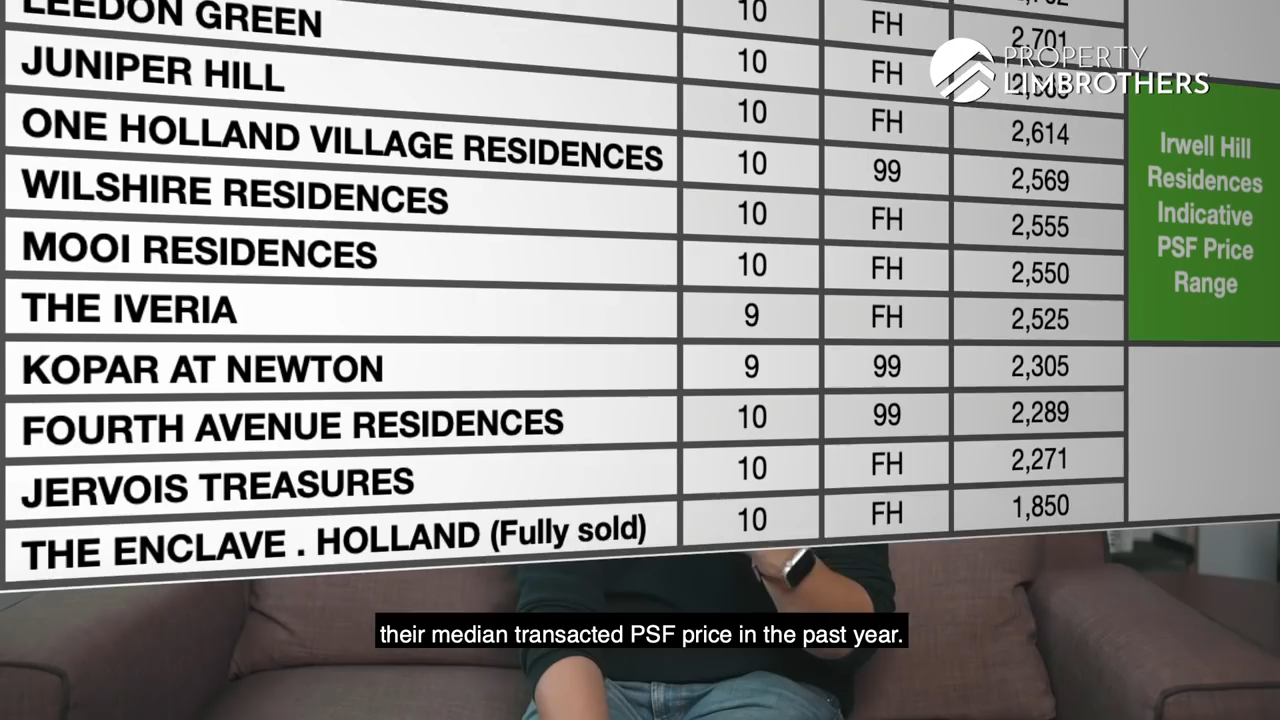 10 FH 2,701
LEEDON GREEN 10 FH
JUNIPER HILL 10 FH 2,614
ONE HOLLAND VILLAGE RESIDENCES 10 99 2,569
WILSHIRE RESIDENCES 10 FH 2,555
MOOI RESIDENCES 10 FH 2,550
THE IVERIA 9 FH 2,525
KOPAR AT NEWTON 9 99 2,305
FOURTH AVENUE RESIDENCES 10 99 2,289
JERVOIS TREASURES 10 FH 2,271
THE ENCLAVE . HOLLAND (Fully sold) 10 FH 1,850
PROPERTY
LIMBROTHERS
Irwell Hill
Residences
Indicative
PSF Price
Range
their median transacted PSF price in the past year.